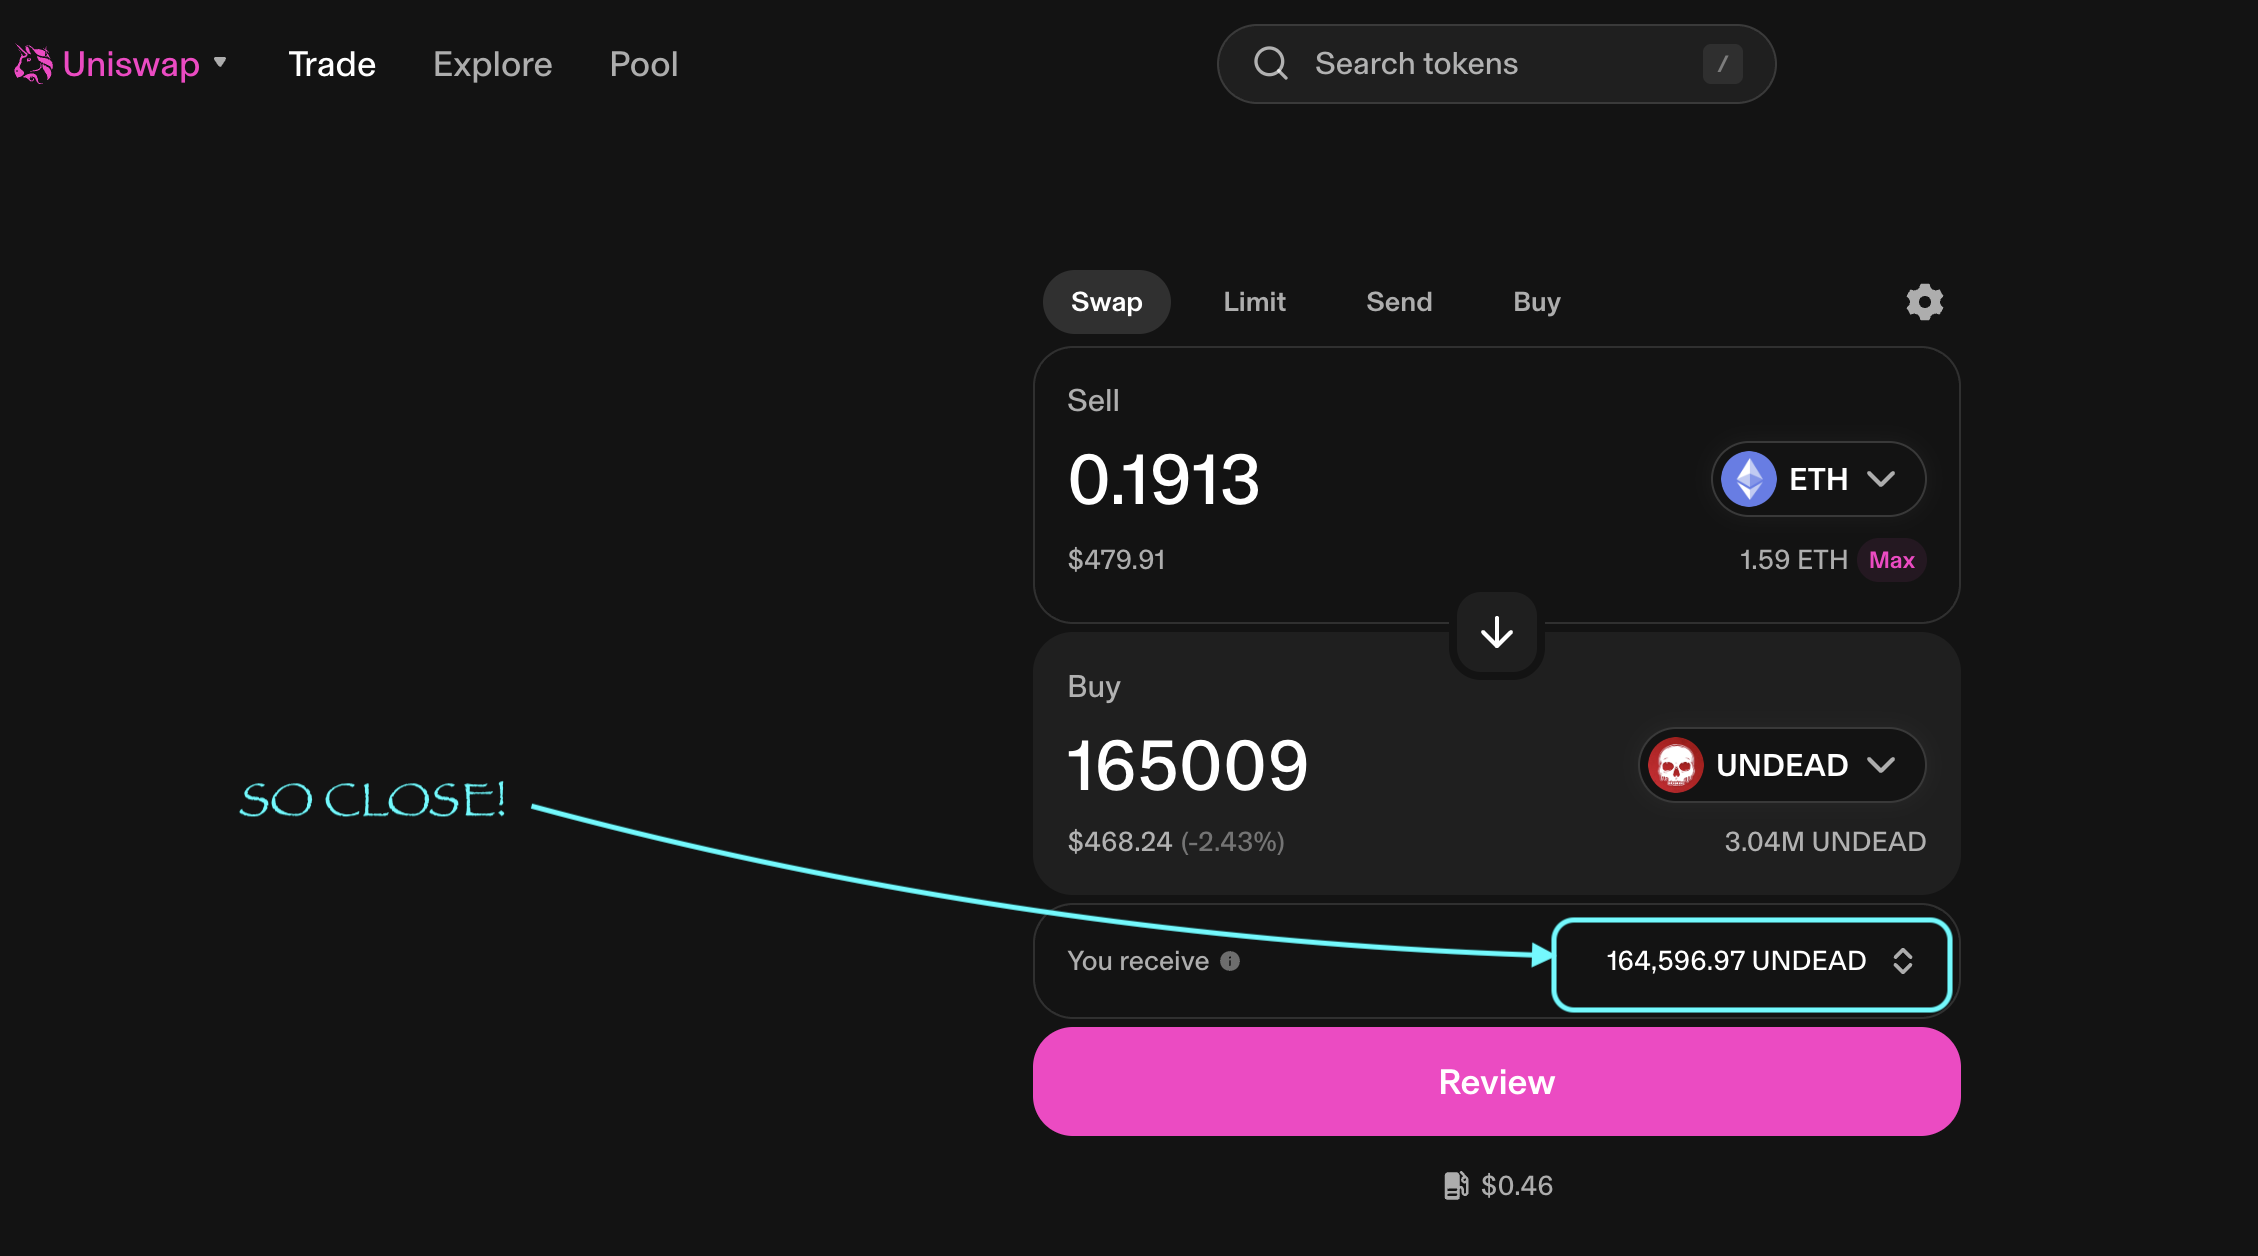 Uniswap Trade Explore Pool Search tokens /
Swap Limit Send Buy
Sell
0.1913 ETH
$479.91 1.59 ETH Max
Buy
165009 UNDEAD
SO CLOSE!
$468.24 (-2.43%) 3.04M UNDEAD
You receive 164,596.97 UNDEAD
Review
$0.46